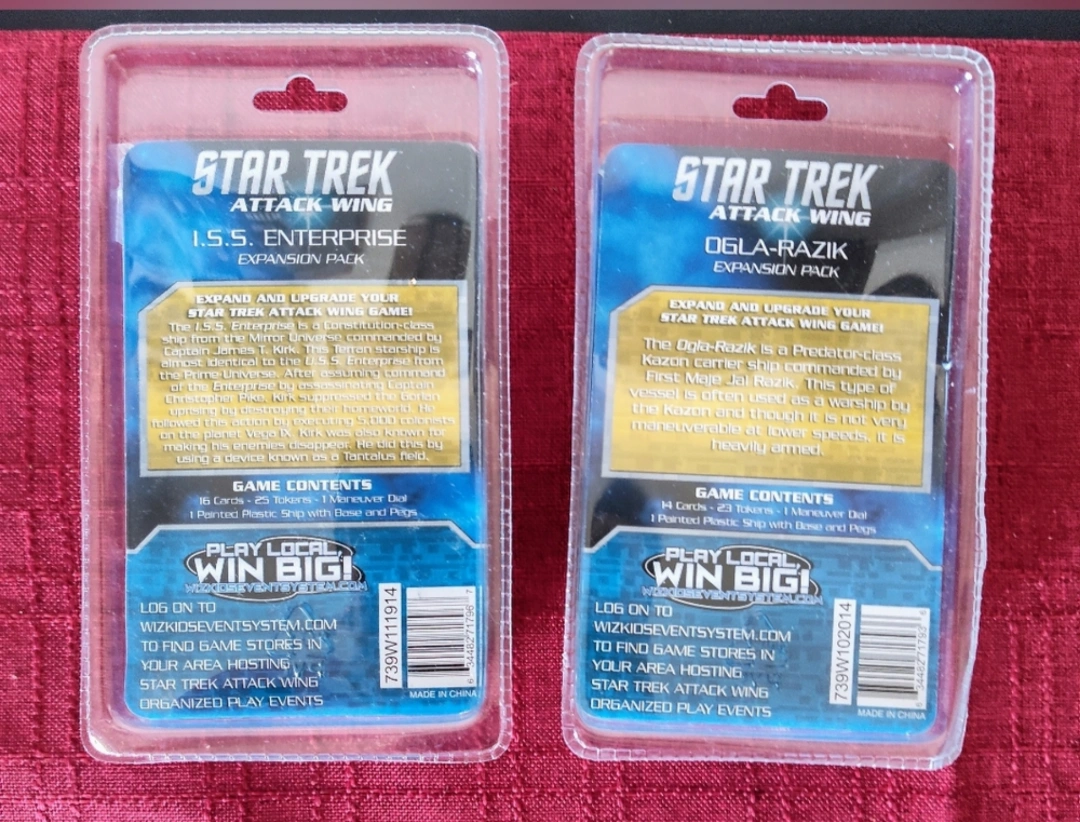 STAR TREK
ATTACK WING
I.S.S. ENTERPRISE
EXPANSION PACK
EXPAND AND UPGRADE YOUR
STAR TREK ATTACK WING GAME!
The I.S.S. Enterprise is a Constitution-class
ship from the Mirror Universe commanded by
Captain James T. Kirk. This Terran starship is
almost identical to the U.S.S. Enterprise from
the Prime Universe. After assuming command
of the Enterprise by assassinating Captain
Christopher Pike, Kirk suppressed the Gorlan
uprising by destroying their homeworld. He
followed this action by executing 5,000 colonists
on the planet Vega IX. Kirk was also known for
making his enemies disappear. He did this by
using a device known as a Tantalus field.
GAME CONTENTS
16 Cards - 25 Tokens - 1 Maneuver Dial
1 Painted Plastic Ship with Base and Pegs
PLAY LOCAL,
WIN BIG!
WIZKIDSEVENTSYSTEM.COM
LOG ON TO
WIZKIDSEVENTSYSTEM.COM
TO FIND GAME STORES IN
YOUR AREA HOSTING
STAR TREK ATTACK WING
ORGANIZED PLAY EVENTS
739W111914
6 34482 71796 7
MADE IN CHINA
STAR TREK
ATTACK WING
OGLA-RAZIK
EXPANSION PACK
EXPAND AND UPGRADE YOUR
STAR TREK ATTACK WING GAME!
The Ogla-Razik is a Predator-class
Kazon carrier ship commanded by
First Maje Jal Razik. This type of
vessel is often used as a warship by
the Kazon and though it is not very
maneuverable at lower speeds, it is
heavily armed.
GAME CONTENTS
14 Cards - 23 Tokens - 1 Maneuver Dial
1 Painted Plastic Ship with Base and Pegs
PLAY LOCAL,
WIN BIG!
WIZKIDSEVENTSYSTEM.COM
LOG ON TO
WIZKIDSEVENTSYSTEM.COM
TO FIND GAME STORES IN
YOUR AREA HOSTING
STAR TREK ATTACK WING
ORGANIZED PLAY EVENTS
739W102014
MADE IN CHINA